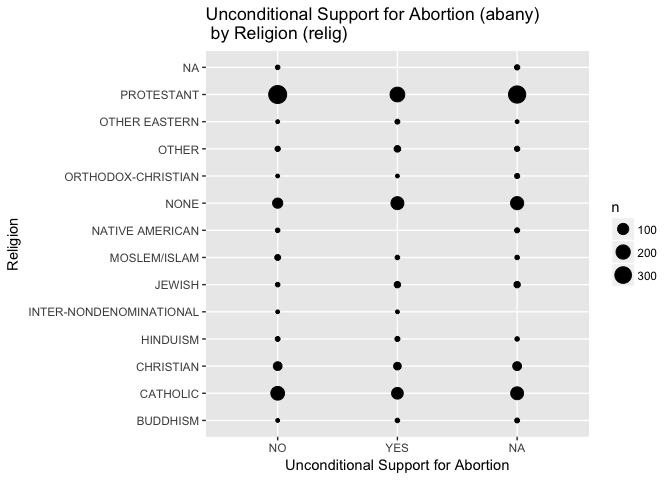 Unconditional Support for Abortion (abany)
by Religion (relig)
Religion
NA
PROTESTANT
OTHER EASTERN
OTHER
ORTHODOX-CHRISTIAN
NONE
NATIVE AMERICAN
MOSLEM/ISLAM
JEWISH
INTER-NONDENOMINATIONAL
HINDUISM
CHRISTIAN
CATHOLIC
BUDDHISM
NO YES NA
Unconditional Support for Abortion
n
100
200
300